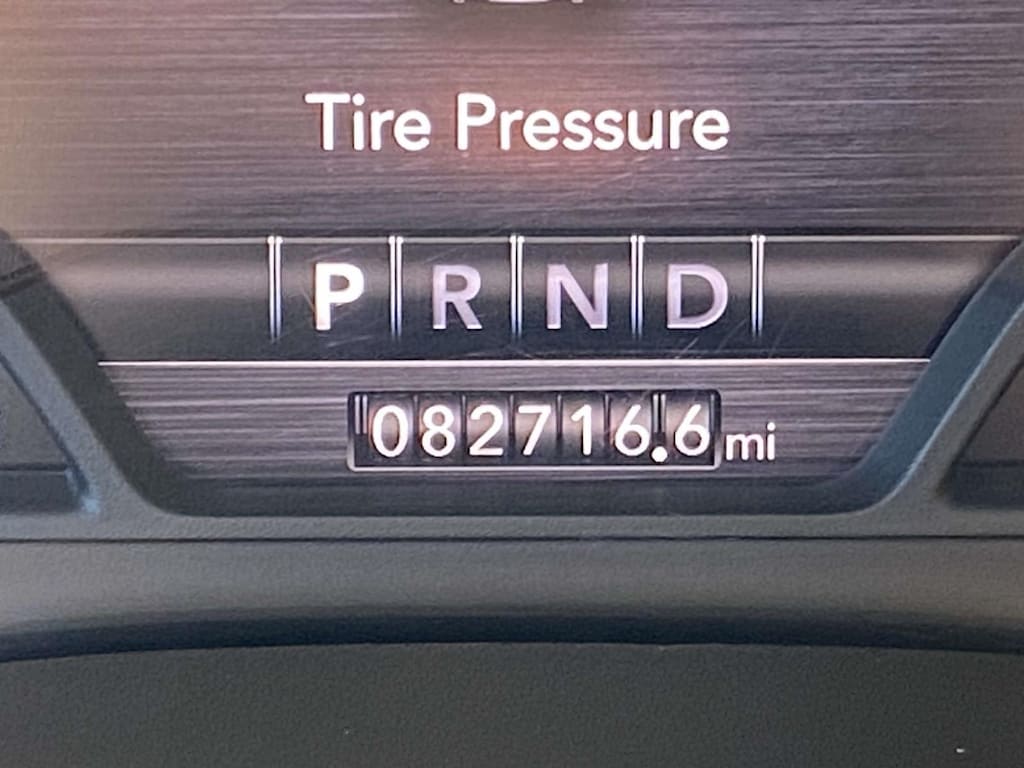 Tire Pressure
P R N D
082716.6 mi